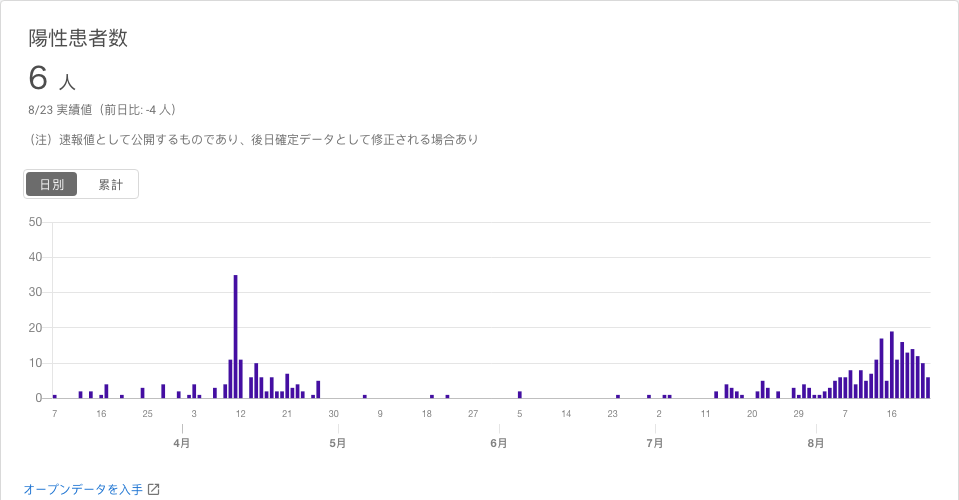 陽性患者数
6 人
8/23 実績値（前日比: -4 人）
（注）速報値として公開するものであり、後日確定データとして修正される場合あり
日別 累計
50
40
30
20
10
0
7 16 25 3 12 21 30 9 18 27 5 14 23 2 11 20 29 7 16
4月 5月 6月 7月 8月
オープンデータを入手